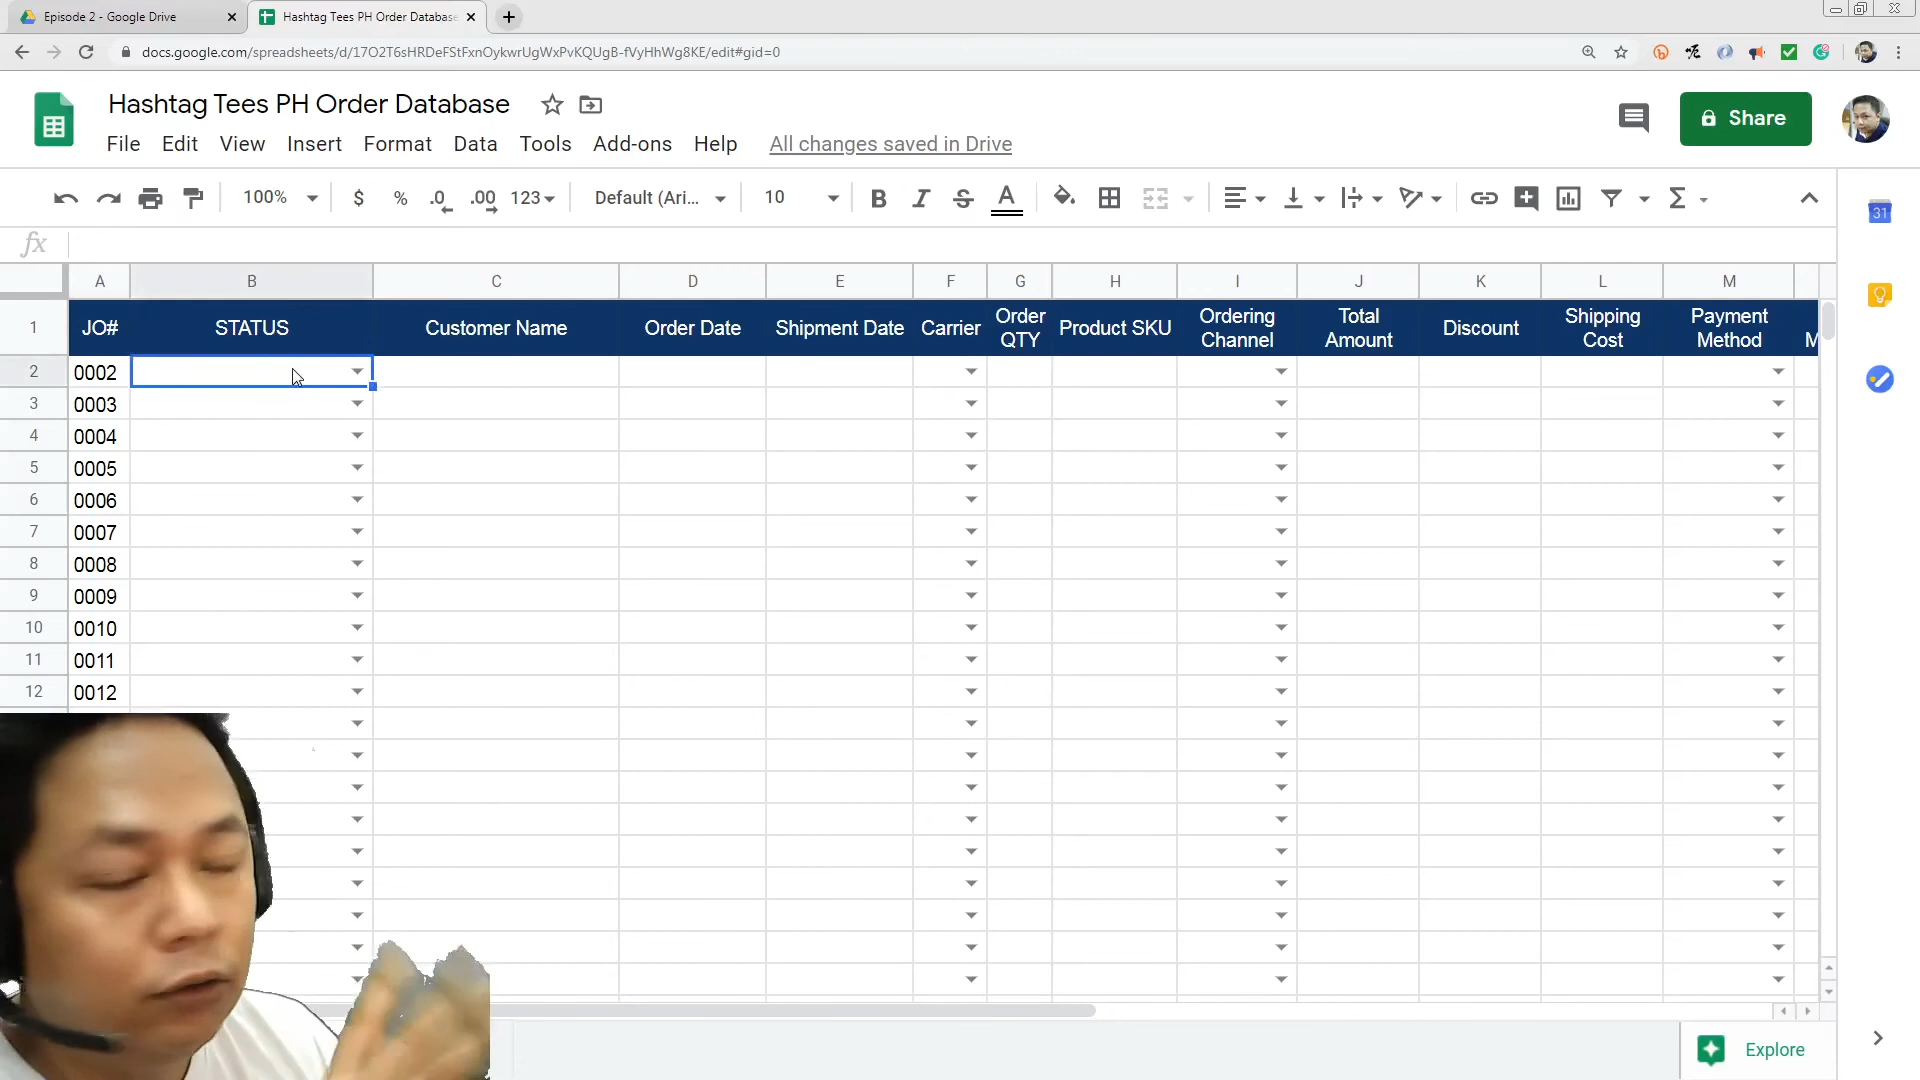 Episode 2 - Google Drive
Hashtag Tees PH Order Database
docs.google.com/spreadsheets/d/17O2T6sHRDeFStFxnOykwrUgWxPvKQUgB-fVyHhWg8KE/edit#gid=0
Hashtag Tees PH Order Database
File Edit View Insert Format Data Tools Add-ons Help All changes saved in Drive
Share
100% $ % .0 .00 123 Default (Ari... 10 B I S A Σ
31
fx
A B C D E F G H I J K L M
1 JO# STATUS Customer Name Order Date Shipment Date Carrier Order QTY Product SKU Ordering Channel Total Amount Discount Shipping Cost Payment Method M
2 0002
3 0003
4 0004
5 0005
6 0006
7 0007
8 0008
9 0009
10 0010
11 0011
12 0012
Explore